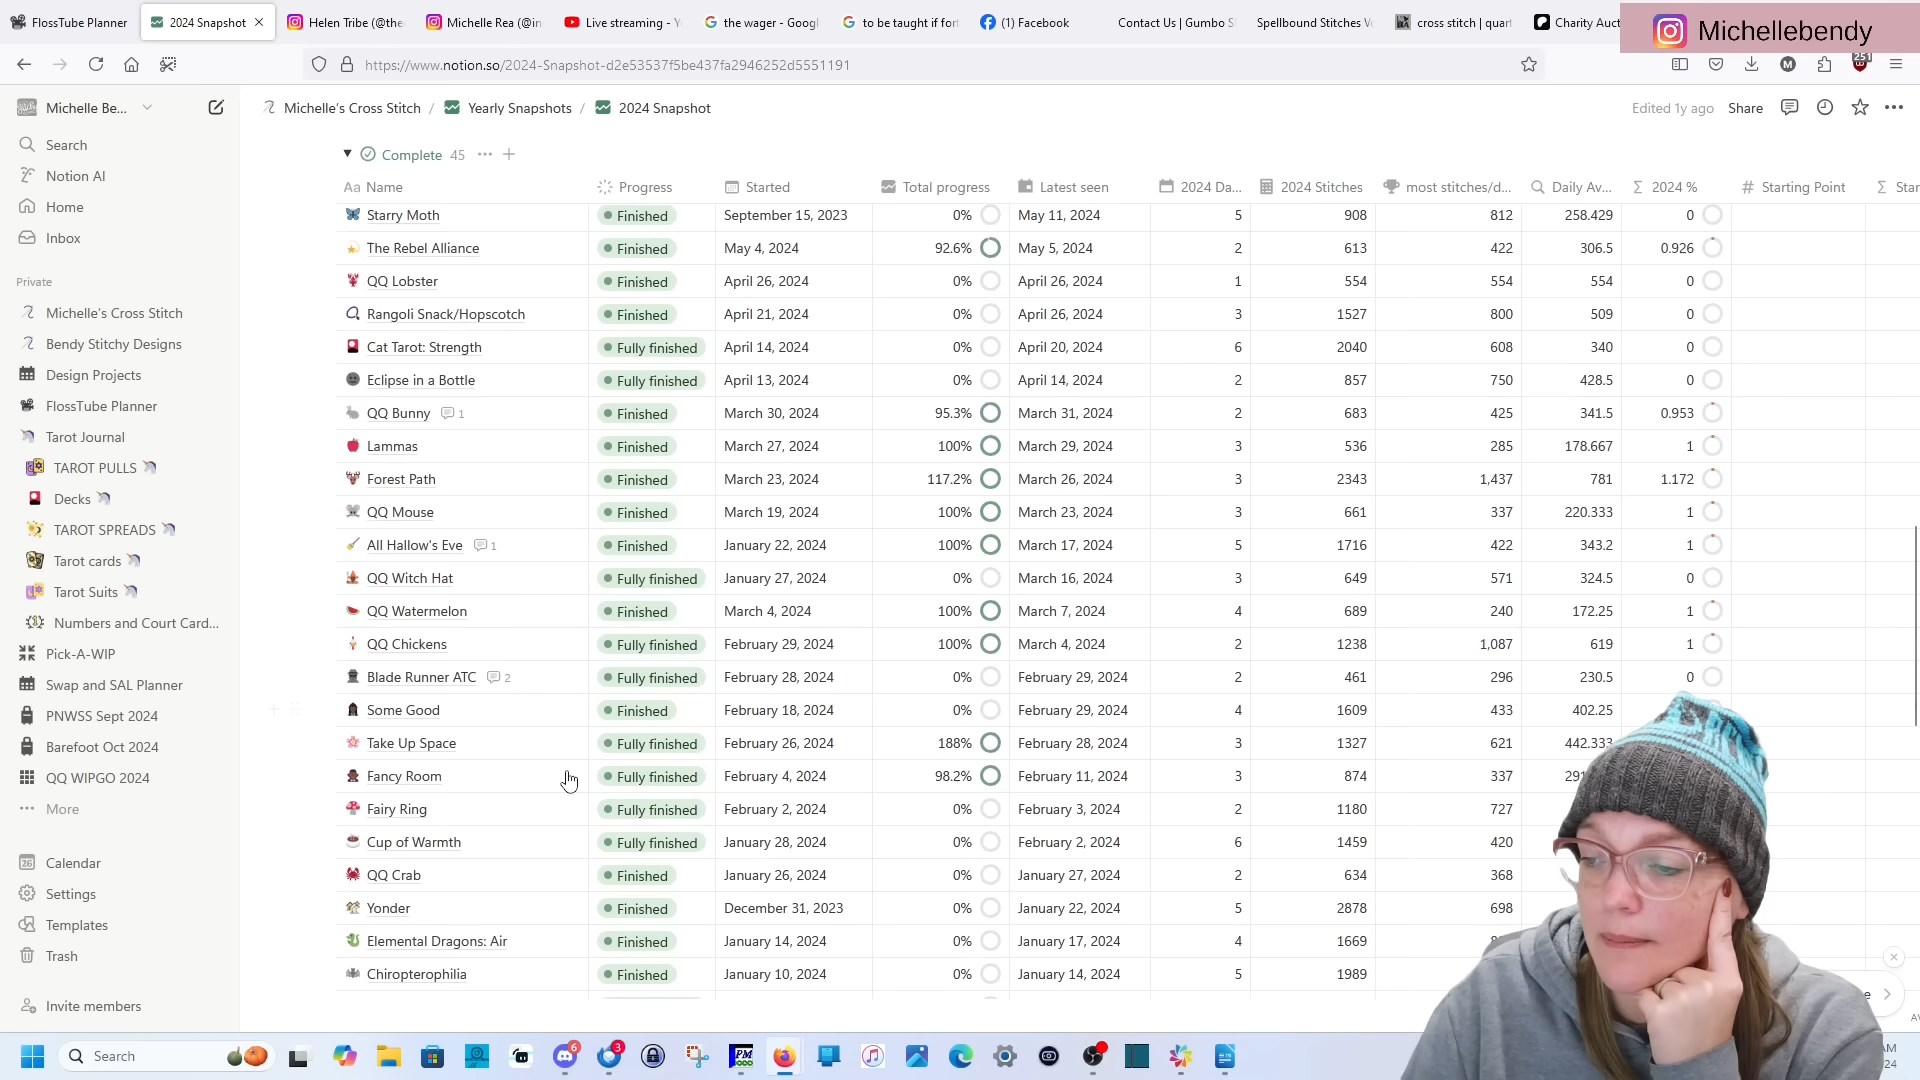 FlossTube Planner
2024 Snapshot
Helen Tribe (@the
Michelle Rea (@in
Live streaming - Y
the wager - Googl
to be taught if for
(1) Facebook
Contact Us | Gumbo S
Spellbound Stitches V
cross stitch | quar
Charity Auct
Michellebendy
https://www.notion.so/2024-Snapshot-d2e53537f5be437fa2946252d5551191
M
251
Michelle Be...
Michelle's Cross Stitch / Yearly Snapshots / 2024 Snapshot
Edited 1y ago
Share
Search
Notion AI
Home
Inbox
Private
Michelle's Cross Stitch
Bendy Stitchy Designs
Design Projects
FlossTube Planner
Tarot Journal
TAROT PULLS
Decks
TAROT SPREADS
Tarot cards
Tarot Suits
Numbers and Court Card...
Pick-A-WIP
Swap and SAL Planner
PNWSS Sept 2024
Barefoot Oct 2024
QQ WIPGO 2024
More
Calendar
Settings
Templates
Trash
Invite members
Complete 45
Aa Name Progress Started Total progress Latest seen 2024 Da... 2024 Stitches most stitches/d... Daily Av... Σ 2024 % # Starting Point Σ Star
Starry Moth Finished September 15, 2023 0% May 11, 2024 5 908 812 258.429 0
The Rebel Alliance Finished May 4, 2024 92.6% May 5, 2024 2 613 422 306.5 0.926
QQ Lobster Finished April 26, 2024 0% April 26, 2024 1 554 554 554 0
Rangoli Snack/Hopscotch Finished April 21, 2024 0% April 26, 2024 3 1527 800 509 0
Cat Tarot: Strength Fully finished April 14, 2024 0% April 20, 2024 6 2040 608 340 0
Eclipse in a Bottle Fully finished April 13, 2024 0% April 14, 2024 2 857 750 428.5 0
QQ Bunny 1 Finished March 30, 2024 95.3% March 31, 2024 2 683 425 341.5 0.953
Lammas Finished March 27, 2024 100% March 29, 2024 3 536 285 178.667 1
Forest Path Finished March 23, 2024 117.2% March 26, 2024 3 2343 1,437 781 1.172
QQ Mouse Finished March 19, 2024 100% March 23, 2024 3 661 337 220.333 1
All Hallow's Eve 1 Finished January 22, 2024 100% March 17, 2024 5 1716 422 343.2 1
QQ Witch Hat Fully finished January 27, 2024 0% March 16, 2024 3 649 571 324.5 0
QQ Watermelon Finished March 4, 2024 100% March 7, 2024 4 689 240 172.25 1
QQ Chickens Fully finished February 29, 2024 100% March 4, 2024 2 1238 1,087 619 1
Blade Runner ATC 2 Fully finished February 28, 2024 0% February 29, 2024 2 461 296 230.5 0
Some Good Finished February 18, 2024 0% February 29, 2024 4 1609 433 402.25
Take Up Space Fully finished February 26, 2024 188% February 28, 2024 3 1327 621 442.333
Fancy Room Fully finished February 4, 2024 98.2% February 11, 2024 3 874 337 291
Fairy Ring Fully finished February 2, 2024 0% February 3, 2024 2 1180 727
Cup of Warmth Fully finished January 28, 2024 0% February 2, 2024 6 1459 420
QQ Crab Finished January 26, 2024 0% January 27, 2024 2 634 368
Yonder Finished December 31, 2023 0% January 22, 2024 5 2878 698
Elemental Dragons: Air Finished January 14, 2024 0% January 17, 2024 4 1669
Chiropterophilia Finished January 10, 2024 0% January 14, 2024 5 1989
Search
6
3
PM
AM